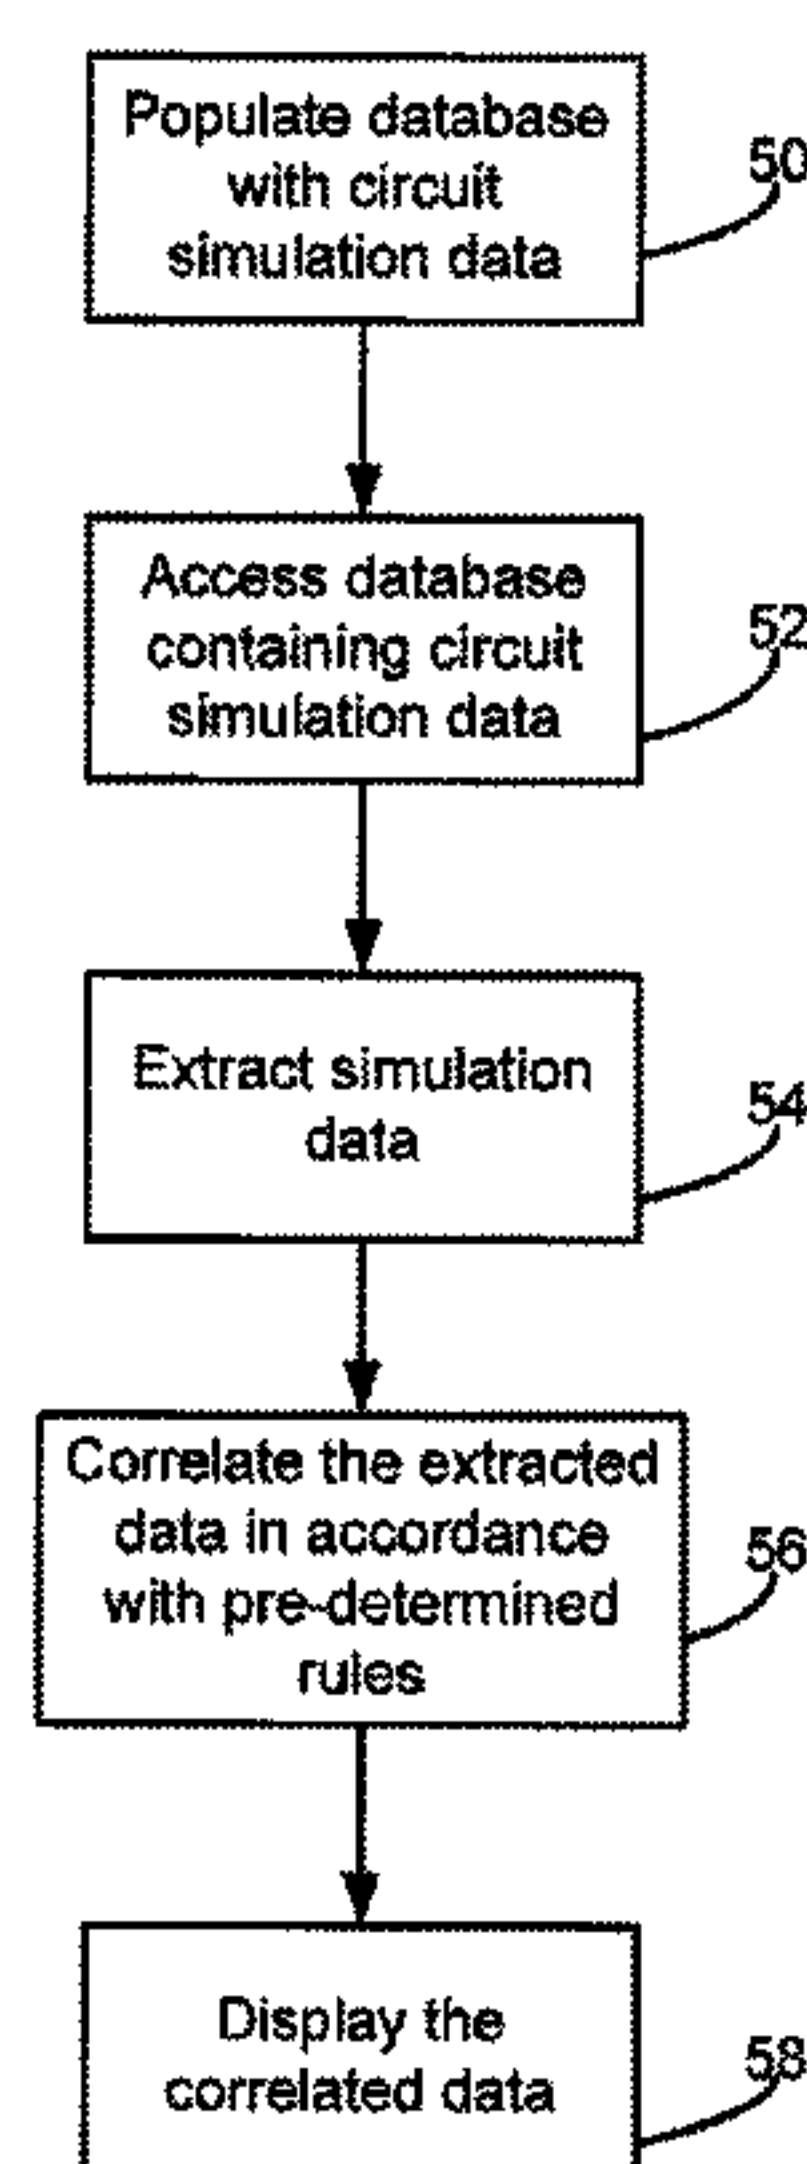 Populate database
with circuit
simulation data
50
Access database
containing circuit
simulation data
52
Extract simulation
data
54
Correlate the extracted
data in accordance
with pre-determined
rules
56
Display the
correlated data
58